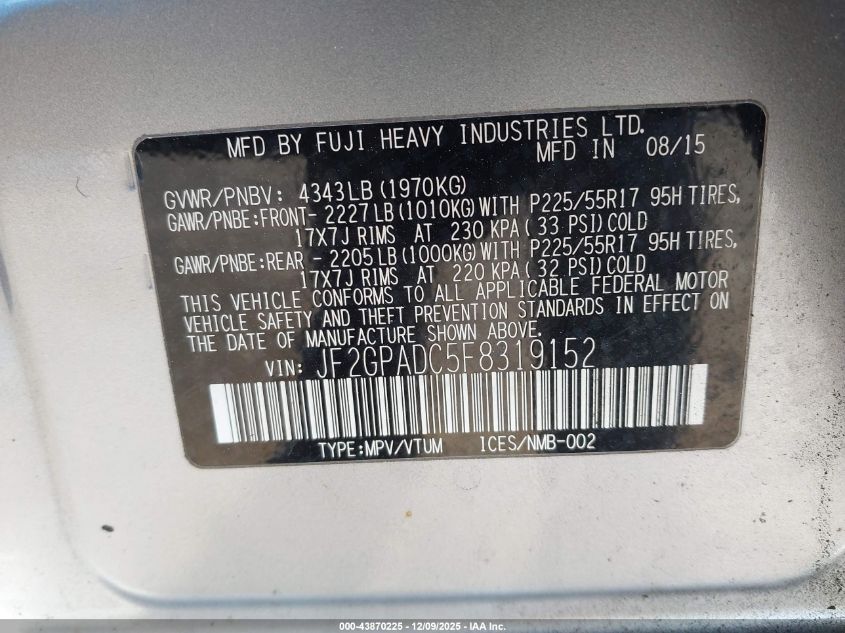 MFD BY FUJI HEAVY INDUSTRIES LTD.
MFD IN 08/15
GVWR/PNBV: 4343LB(1970KG)
GAWR/PNBE:FRONT- 2227LB(1010KG)WITH P225/55R17 95H TIRES,
17X7J RIMS AT 230 KPA(33 PSI)COLD
GAWR/PNBE:REAR - 2205LB(1000KG)WITH P225/55R17 95H TIRES,
17X7J RIMS AT 220 KPA(32 PSI)COLD
THIS VEHICLE CONFORMS TO ALL APPLICABLE FEDERAL MOTOR
VEHICLE SAFETY AND THEFT PREVENTION STANDARDS IN EFFECT ON
THE DATE OF MANUFACTURE SHOWN ABOVE.
VIN: JF2GPADC5F8319152
TYPE:MPV/VTUM ICES/NMB-002
000-43870225 - 12/09/2025 - IAA Inc.